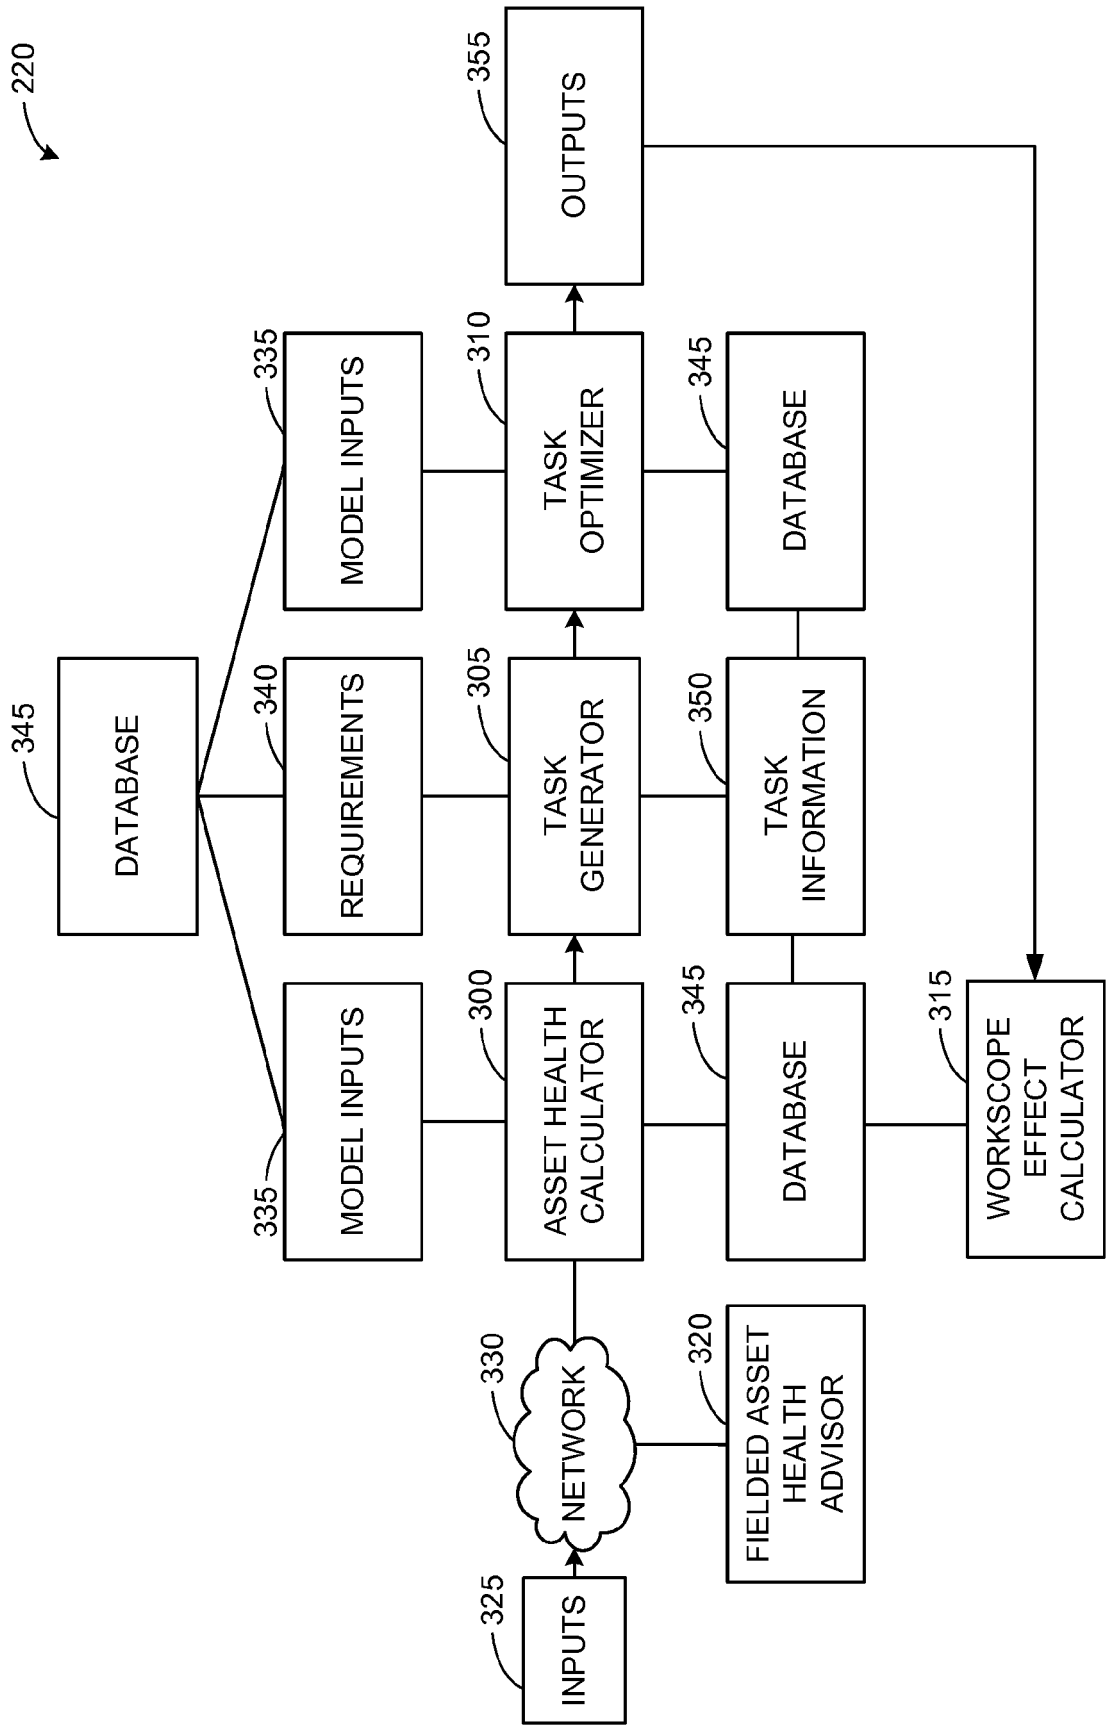 220
345
DATABASE
335
MODEL INPUTS
340
REQUIREMENTS
335
MODEL INPUTS
325
INPUTS
330
NETWORK
300
ASSET HEALTH
CALCULATOR
305
TASK
GENERATOR
310
TASK
OPTIMIZER
355
OUTPUTS
320
FIELDED ASSET
HEALTH
ADVISOR
345
DATABASE
350
TASK
INFORMATION
345
DATABASE
315
WORKSCOPE
EFFECT
CALCULATOR